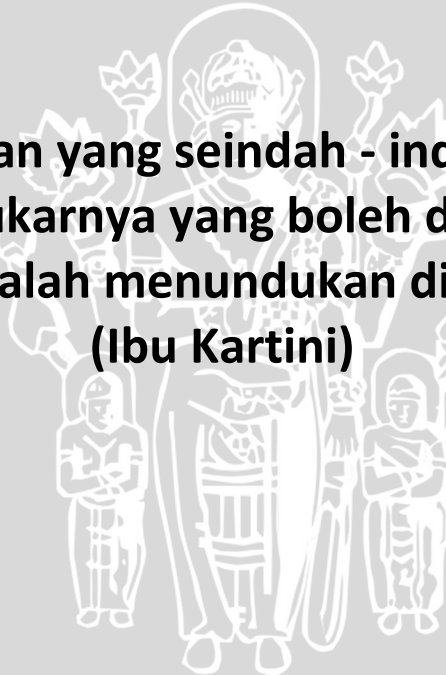 an yang seindah - ind
ukarnya yang boleh d
alah menundukan di
(Ibu Kartini)